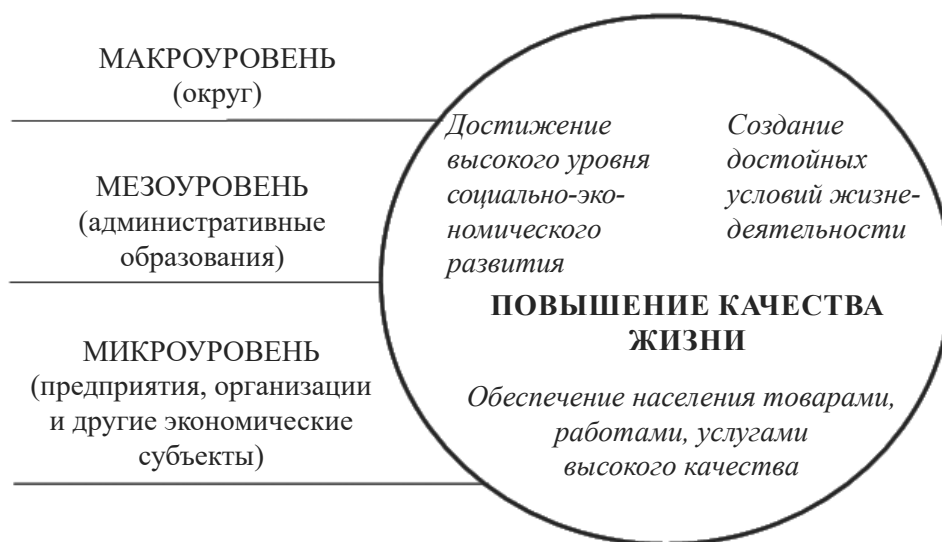 МАКРОУРОВЕНЬ
(округ)
МЕЗОУРОВЕНЬ
(административные
образования)
МИКРОУРОВЕНЬ
(предприятия, организации
и другие экономические
субъекты)
Достижение
высокого уровня
социально-эко-
номического
развития
Создание
достойных
условий жизне-
деятельности
ПОВЫШЕНИЕ КАЧЕСТВА
ЖИЗНИ
Обеспечение населения товарами,
работами, услугами
высокого качества